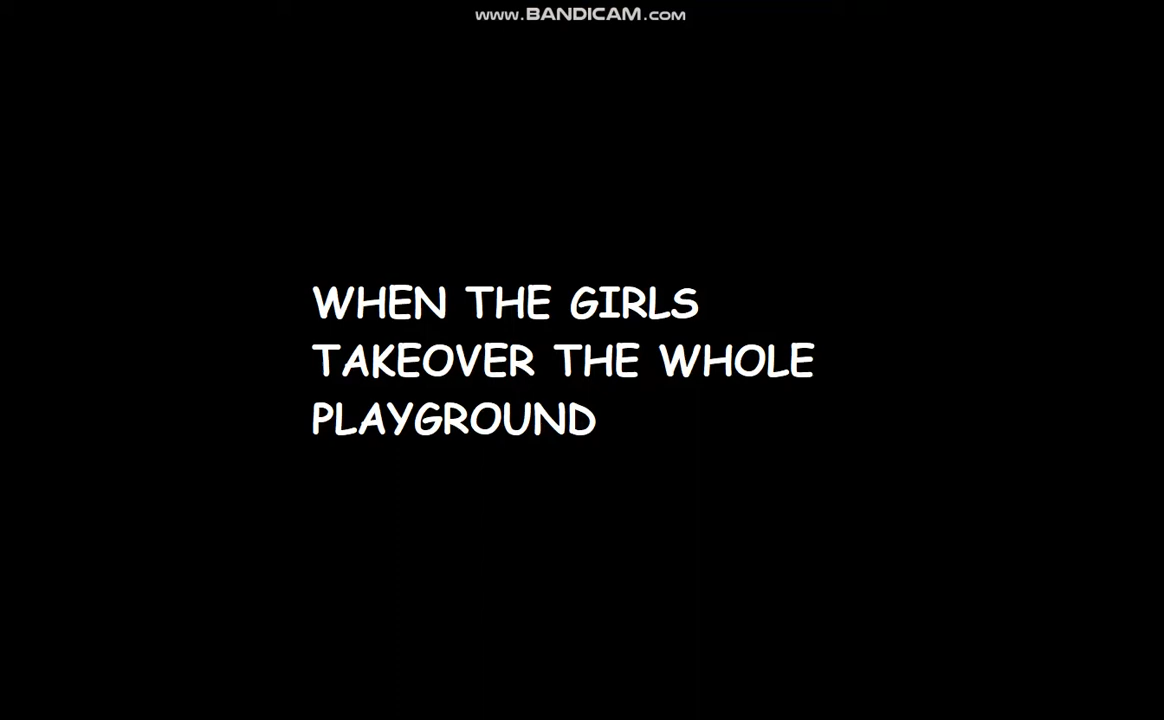 www.BANDICAM.com
WHEN THE GIRLS
TAKEOVER THE WHOLE
PLAYGROUND